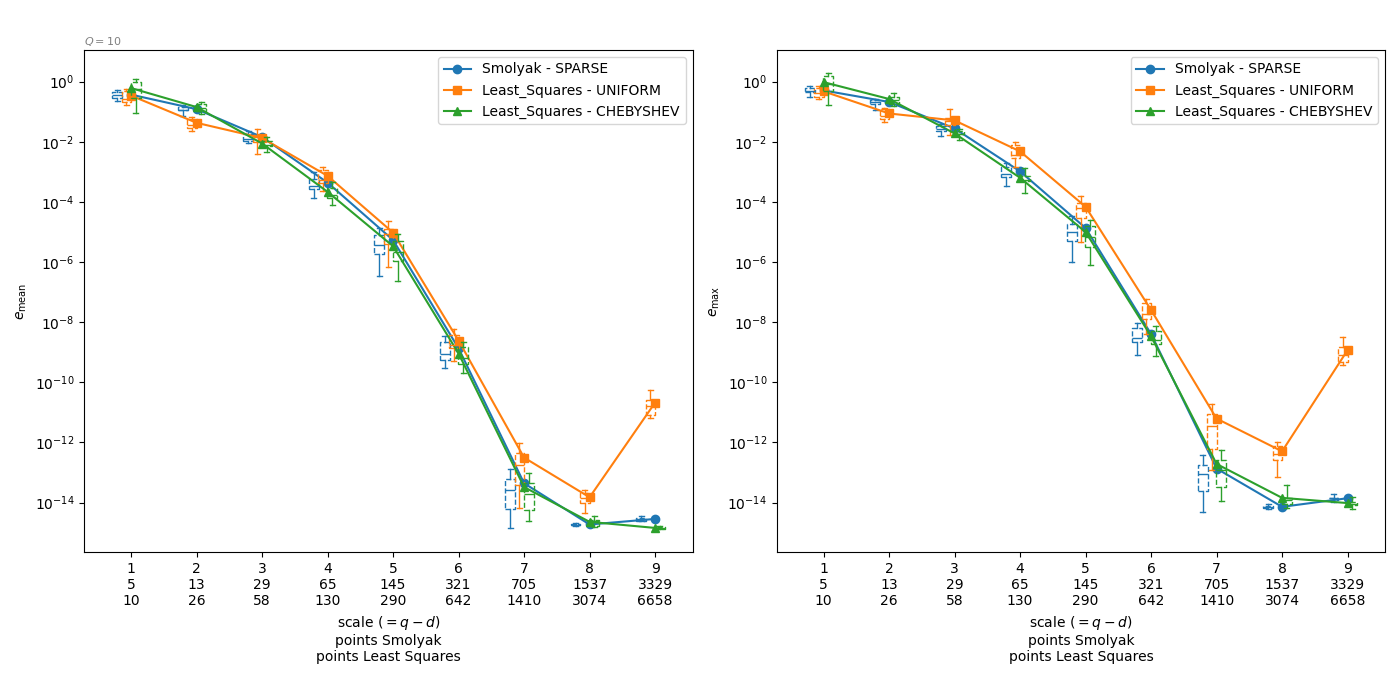 Q = 10
Smolyak - SPARSE
Least_Squares - UNIFORM
Least_Squares - CHEBYSHEV
10^0
10^−2
10^−4
10^−6
10^−8
10^−10
10^−12
10^−14
e_mean
1 2 3 4 5 6 7 8 9
5 13 29 65 145 321 705 1537 3329
10 26 58 130 290 642 1410 3074 6658
scale (= q − d)
points Smolyak
points Least Squares
Smolyak - SPARSE
Least_Squares - UNIFORM
Least_Squares - CHEBYSHEV
10^0
10^−2
10^−4
10^−6
10^−8
10^−10
10^−12
10^−14
e_max
1 2 3 4 5 6 7 8 9
5 13 29 65 145 321 705 1537 3329
10 26 58 130 290 642 1410 3074 6658
scale (= q − d)
points Smolyak
points Least Squares